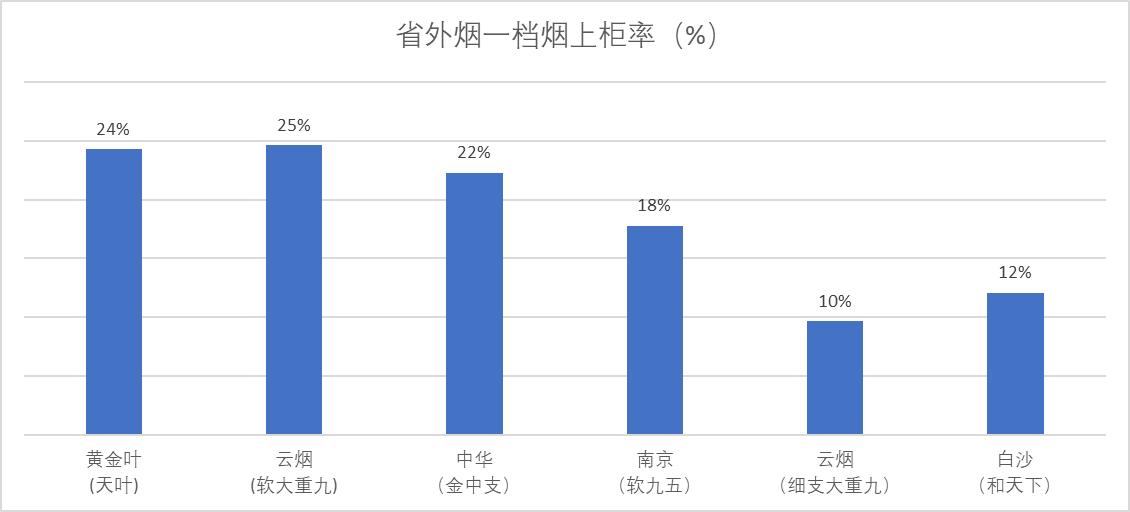 省外烟一档烟上柜率（%）
24%
25%
22%
18%
10%
12%
黄金叶
(天叶)
云烟
(软大重九)
中华
（金中支）
南京
（软九五）
云烟
（细支大重九）
白沙
（和天下）